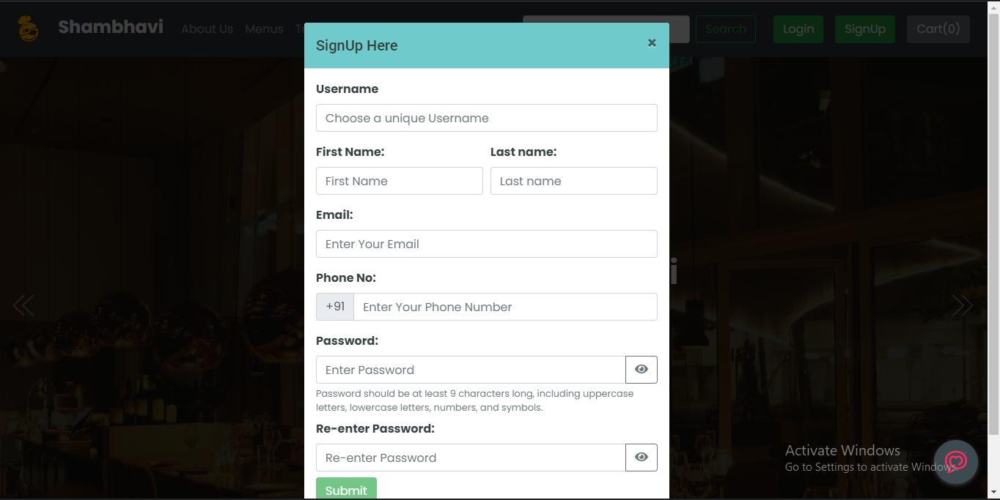 Shambhavi About Us Menus Tr Search Login SignUp Cart(0)
SignUp Here ×
Username
Choose a unique Username
First Name: Last name:
First Name Last name
Email:
Enter Your Email
Phone No:
+91 Enter Your Phone Number
Password:
Enter Password
Password should be at least 9 characters long, including uppercase
letters, lowercase letters, numbers, and symbols.
Re-enter Password:
Re-enter Password
Submit
i
Activate Windows
Go to Settings to activate Windows.